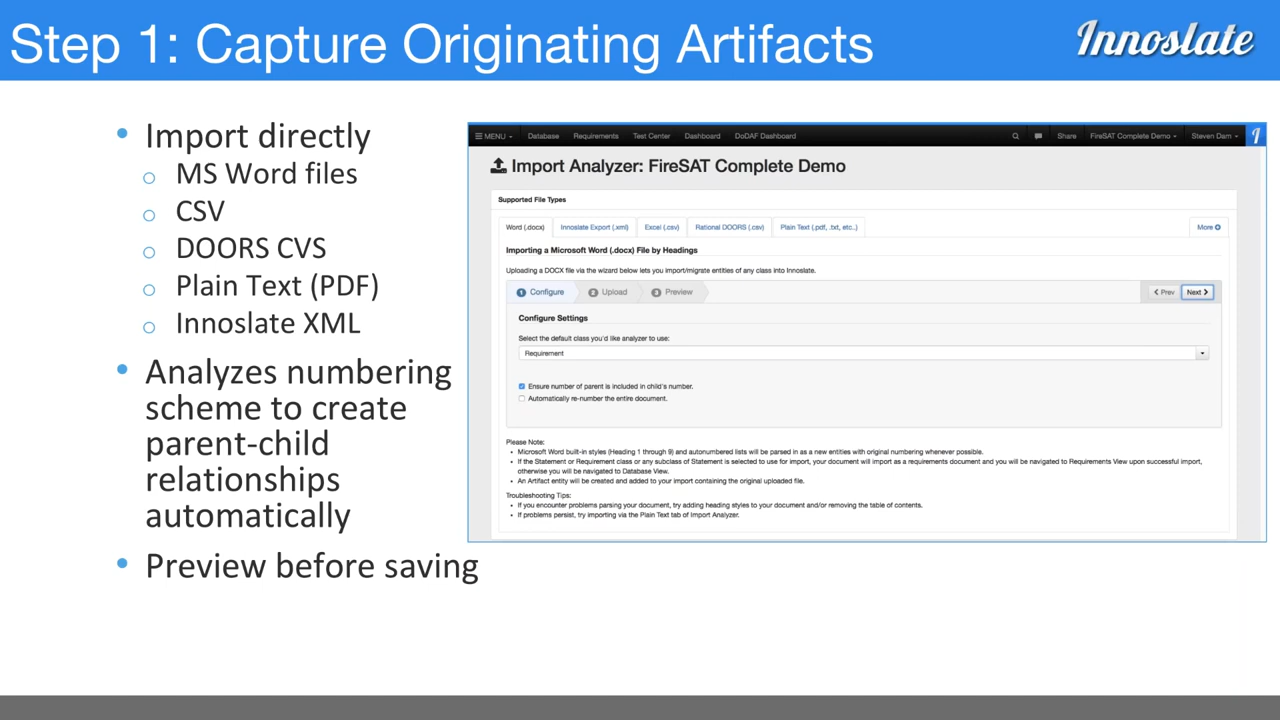 Step 1: Capture Originating Artifacts
Innoslate
• Import directly
o MS Word files
o CSV
o DOORS CVS
o Plain Text (PDF)
o Innoslate XML
• Analyzes numbering
scheme to create
parent-child
relationships
automatically
• Preview before saving
MENU Database Requirements Test Center Dashboard DoDAF Dashboard Share FireSAT Complete Demo Steven Dam
Import Analyzer: FireSAT Complete Demo
Supported File Types
Word (.docx) Innoslate Export (.xml) Excel (.csv) Rational DOORS (.csv) Plain Text (.pdf, .txt, etc..) More
Importing a Microsoft Word (.docx) File by Headings
Uploading a DOCX file via the wizard below lets you import/migrate entities of any class into Innoslate.
1 Configure 2 Upload 3 Preview Prev Next
Configure Settings
Select the default class you'd like analyzer to use:
Requirement
Ensure number of parent is included in child's number.
Automatically re-number the entire document.
Please Note:
• Microsoft Word built-in styles (Heading 1 through 9) and autonumbered lists will be parsed in as a new entities with original numbering whenever possible.
• If the Statement or Requirement class or any subclass of Statement is selected to use for import, your document will import as a requirements document and you will be navigated to Requirements View upon successful import,
otherwise you will be navigated to Database View.
• An Artifact entity will be created and added to your import containing the original uploaded file.
Troubleshooting Tips:
• If you encounter problems parsing your document, try adding heading styles to your document and/or removing the table of contents.
• If problems persist, try importing via the Plain Text tab of Import Analyzer.